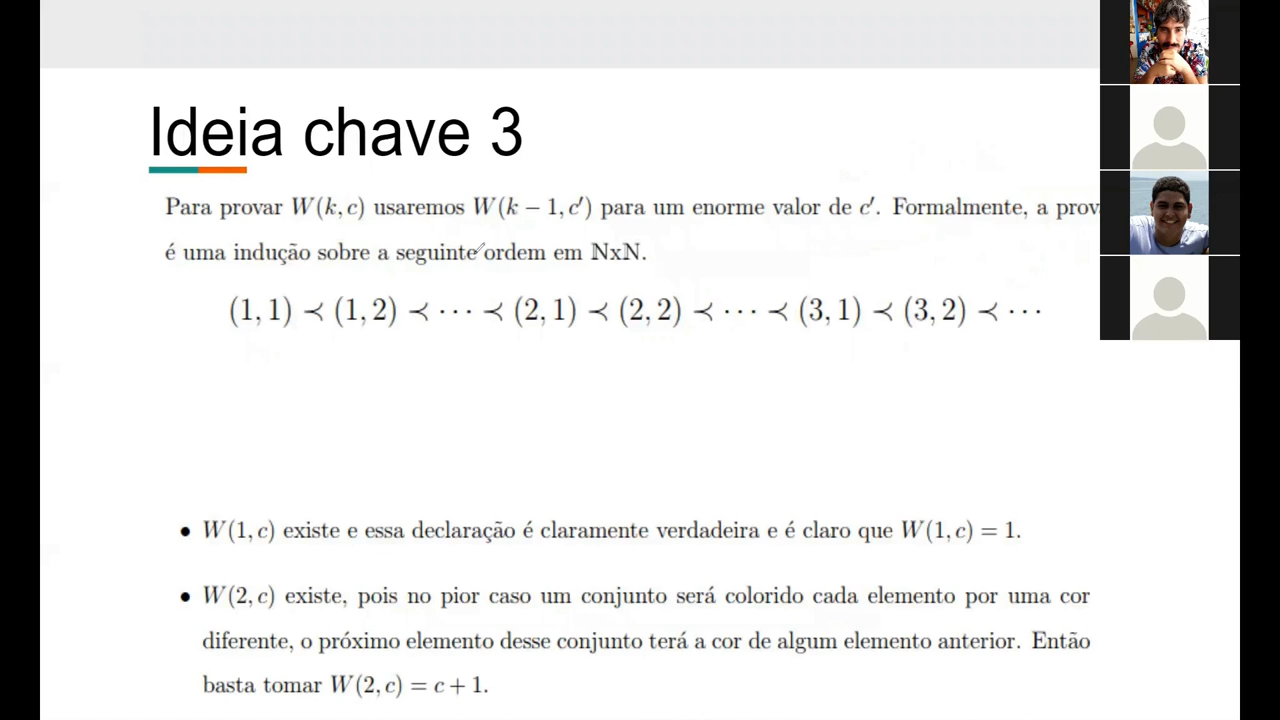 Ideia chave 3
Para provar W(k, c) usaremos W(k − 1, c′) para um enorme valor de c′. Formalmente, a prov
é uma indução sobre a seguinte ordem em NxN.
(1, 1) ≺ (1, 2) ≺ ⋯ ≺ (2, 1) ≺ (2, 2) ≺ ⋯ ≺ (3, 1) ≺ (3, 2) ≺ ⋯
• W(1, c) existe e essa declaração é claramente verdadeira e é claro que W(1, c) = 1.
• W(2, c) existe, pois no pior caso um conjunto será colorido cada elemento por uma cor
diferente, o próximo elemento desse conjunto terá a cor de algum elemento anterior. Então
basta tomar W(2, c) = c + 1.